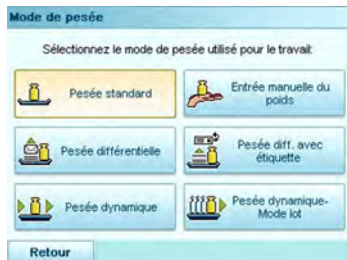 Mode de pesée
Sélectionnez le mode de pesée utilisé pour le travail:
Pesée standard
Entrée manuelle du
poids
Pesée différentielle
Pesée diff. avec
étiquette
Pesée dynamique
Pesée dynamique-
Mode lot
Retour